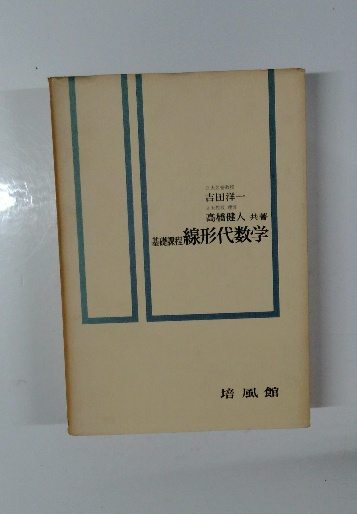 吉田洋一
高橋健人 共著
基礎課程 線形代数学
培風館